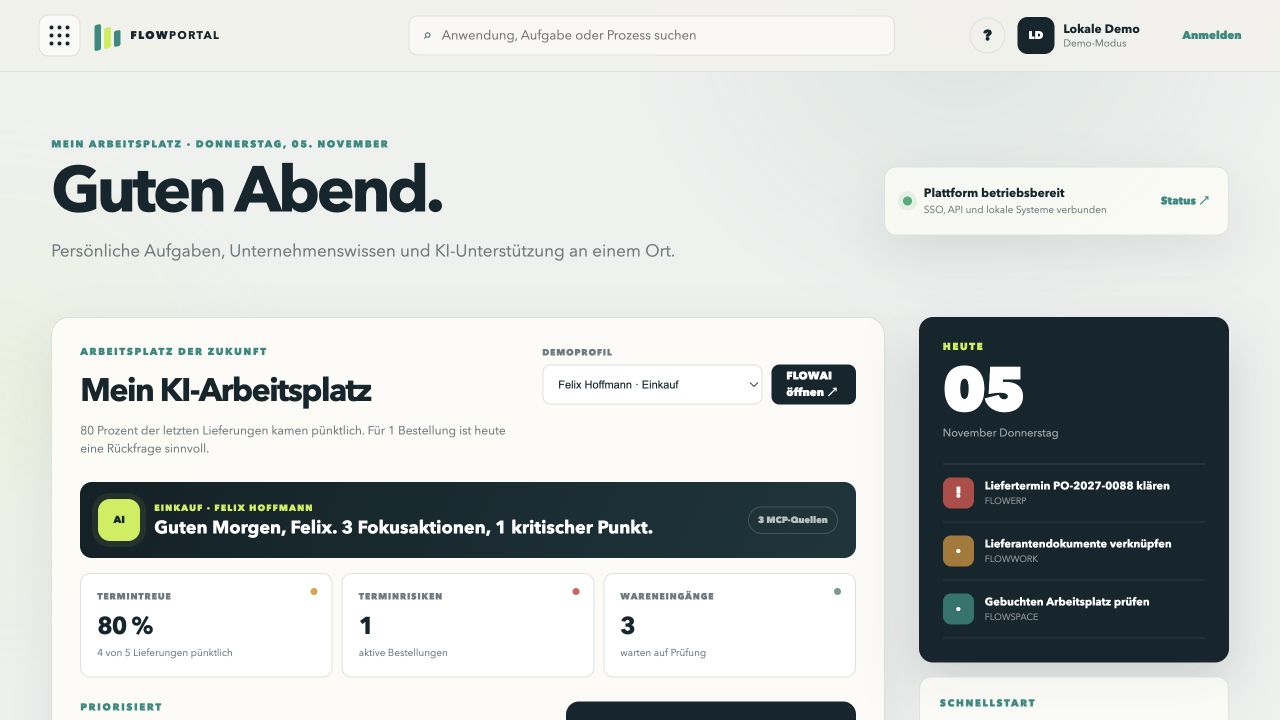 FLOWPORTAL
Anwendung, Aufgabe oder Prozess suchen
?
LD
Lokale Demo
Demo-Modus
Anmelden
MEIN ARBEITSPLATZ · DONNERSTAG, 05. NOVEMBER
Guten Abend.
Persönliche Aufgaben, Unternehmenswissen und KI-Unterstützung an einem Ort.
Plattform betriebsbereit
SSO, API und lokale Systeme verbunden
Status ↗
ARBEITSPLATZ DER ZUKUNFT
Mein KI-Arbeitsplatz
80 Prozent der letzten Lieferungen kamen pünktlich. Für 1 Bestellung ist heute
eine Rückfrage sinnvoll.
DEMOPROFIL
Felix Hoffmann · Einkauf
FLOWAI
öffnen ↗
AI
EINKAUF · FELIX HOFFMANN
Guten Morgen, Felix. 3 Fokusaktionen, 1 kritischer Punkt.
3 MCP-Quellen
TERMINTREUE
80 %
4 von 5 Lieferungen pünktlich
TERMINRISIKEN
1
aktive Bestellungen
WARENEINGÄNGE
3
warten auf Prüfung
PRIORISIERT
HEUTE
05
November Donnerstag
!
Liefertermin PO-2027-0088 klären
FLOWERP
Lieferantendokumente verknüpfen
FLOWWORK
Gebuchten Arbeitsplatz prüfen
FLOWSPACE
SCHNELLSTART